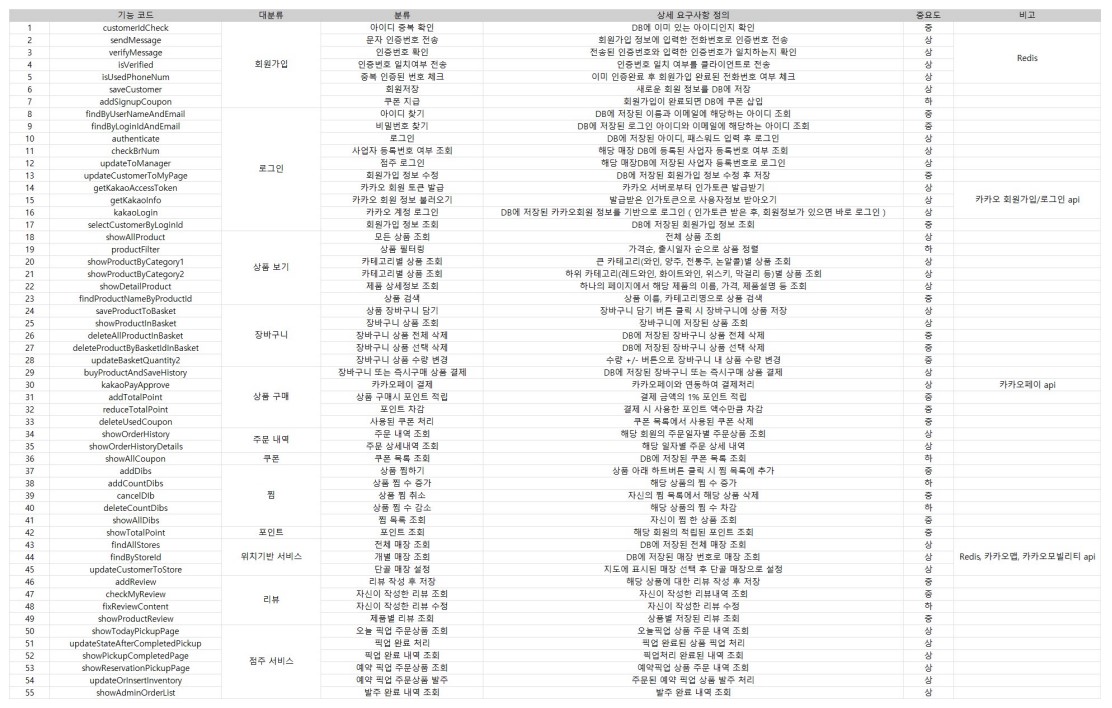 기능 코드 대분류 분류 상세 요구사항 정의 중요도 비고
1 customerIdCheck 회원가입 아이디 중복 확인 DB에 이미 있는 아이디인지 확인 중
2 sendMessage 문자 인증번호 전송 회원가입 정보에 입력한 전화번호로 인증번호 전송 상 Redis
3 verifyMessage 인증번호 확인 전송된 인증번호와 입력한 인증번호가 일치하는지 확인 상
4 isVerified 인증번호 일치여부 전송 인증번호 일치 여부를 클라이언트로 전송 상
5 isUsedPhoneNum 중복 인증된 번호 체크 이미 인증완료 후 회원가입 완료된 전화번호 여부 체크 상
6 saveCustomer 회원저장 새로운 회원 정보를 DB에 저장 상
7 addSignupCoupon 쿠폰 지급 회원가입이 완료되면 DB에 쿠폰 삽입 하
8 findByUserNameAndEmail 로그인 아이디 찾기 DB에 저장된 이름과 이메일에 해당하는 아이디 조회 중
9 findByLoginIdAndEmail 비밀번호 찾기 DB에 저장된 로그인 아이디와 이메일에 해당하는 아이디 조회 중
10 authenticate 로그인 DB에 저장된 아이디, 패스워드 입력 후 로그인 상
11 checkBrNum 사업자 등록번호 여부 조회 해당 매장 DB에 등록된 사업자 등록번호 여부 조회 상
12 updateToManager 점주 로그인 해당 매장DB에 저장된 사업자 등록번호로 로그인 상
13 updateCustomerToMyPage 회원가입 정보 수정 DB에 저장된 회원가입 정보 수정 후 저장 중
14 getKakaoAccessToken 카카오 회원 토큰 발급 카카오 서버로부터 인가토큰 발급받기 상 카카오 회원가입/로그인 api
15 getKakaoInfo 카카오 회원 정보 불러오기 발급받은 인가토큰으로 사용자정보 받아오기 상
16 kakaoLogin 카카오 계정 로그인 DB에 저장된 카카오회원 정보를 기반으로 로그인 ( 인가토큰 받은 후, 회원정보가 있으면 바로 로그인 ) 상
17 selectCustomerByLoginId 회원가입 정보 조회 DB에 저장된 회원가입 정보 조회 중
18 showAllProduct 상품 보기 모든 상품 조회 전체 상품 조회 상
19 productFilter 상품 필터링 가격순, 출시일자 순으로 상품 정렬 하
20 showProductByCategory1 카테고리별 상품 조회 큰 카테고리(와인, 양주, 전통주, 논알콜)별 상품 조회 상
21 showProductByCategory2 카테고리별 상품 조회 하위 카테고리(레드와인, 화이트와인, 위스키, 막걸리 등)별 상품 조회 상
22 showDetailProduct 제품 상세정보 조회 하나의 페이지에서 해당 제품의 이름, 가격, 제품설명 등 조회 상
23 findProductNameByProductId 상품 검색 상품 이름, 카테고리명으로 상품 검색 중
24 saveProductToBasket 장바구니 상품 장바구니 담기 장바구니 담기 버튼 클릭 시 장바구니에 상품 저장 상
25 showProductInBasket 장바구니 상품 조회 장바구니에 저장된 상품 조회 상
26 deleteAllProductInBasket 장바구니 상품 전체 삭제 DB에 저장된 장바구니 상품 전체 삭제 중
27 deleteProductByBasketIdInBasket 장바구니 상품 선택 삭제 DB에 저장된 장바구니 상품 선택 삭제 중
28 updateBasketQuantity2 장바구니 상품 수량 변경 수량 +/- 버튼으로 장바구니 내 상품 수량 변경 중
29 buyProductAndSaveHistory 상품 구매 장바구니 또는 즉시구매 상품 결제 DB에 저장된 장바구니 또는 즉시구매 상품 결제 상
30 kakaoPayApprove 카카오페이 결제 카카오페이와 연동하여 결제처리 상 카카오페이 api
31 addTotalPoint 상품 구매시 포인트 적립 결제 금액의 1% 포인트 적립 중
32 reduceTotalPoint 포인트 차감 결제 시 사용한 포인트 액수만큼 차감 중
33 deleteUsedCoupon 사용된 쿠폰 처리 쿠폰 목록에서 사용된 쿠폰 삭제 중
34 showOrderHistory 주문 내역 주문 내역 조회 해당 회원의 주문일자별 주문상품 조회 상
35 showOrderHistoryDetails 주문 상세내역 조회 해당 일자별 주문 상세 내역 상
36 showAllCoupon 쿠폰 쿠폰 목록 조회 DB에 저장된 쿠폰 목록 조회 하
37 addDibs 찜 상품 찜하기 상품 아래 하트버튼 클릭 시 찜 목록에 추가 중
38 addCountDibs 상품 찜 수 증가 해당 상품의 찜 수 증가 하
39 cancelDIb 상품 찜 취소 자신의 찜 목록에서 해당 상품 삭제 중
40 deleteCountDibs 상품 찜 수 감소 해당 상품의 찜 수 차감 하
41 showAllDibs 찜 목록 조회 자신이 찜 한 상품 조회 중
42 showTotalPoint 포인트 포인트 조회 해당 회원의 적립된 포인트 조회 중
43 findAllStores 위치기반 서비스 전체 매장 조회 DB에 저장된 전체 매장 조회 상
44 findByStoreId 개별 매장 조회 DB에 저장된 매장 번호로 매장 조회 상 Redis, 카카오맵, 카카오모빌리티 api
45 updateCustomerToStore 단골 매장 설정 지도에 표시된 매장 선택 후 단골 매장으로 설정 상
46 addReview 리뷰 리뷰 작성 후 저장 해당 상품에 대한 리뷰 작성 후 저장 중
47 checkMyReview 자신이 작성한 리뷰 조회 자신이 작성한 리뷰내역 조회 중
48 fixReviewContent 자신이 작성한 리뷰 수정 자신이 작성한 리뷰 수정 하
49 showProductReview 제품별 리뷰 조회 상품별 저장된 리뷰 조회 중
50 showTodayPickupPage 점주 서비스 오늘 픽업 주문상품 조회 오늘픽업 상품 주문 내역 조회 상
51 updateStateAfterCompletedPickup 픽업 완료 처리 픽업 완료된 상품 픽업 처리 상
52 showPickupCompletedPage 픽업 완료 내역 조회 픽업처리 완료된 내역 조회 상
53 showReservationPickupPage 예약 픽업 주문상품 조회 예약픽업 상품 주문 내역 조회 상
54 updateOrInsertInventory 예약 픽업 주문상품 발주 주문된 예약 픽업 상품 발주 처리 상
55 showAdminOrderList 발주 완료 내역 조회 발주 완료 내역 조회 상